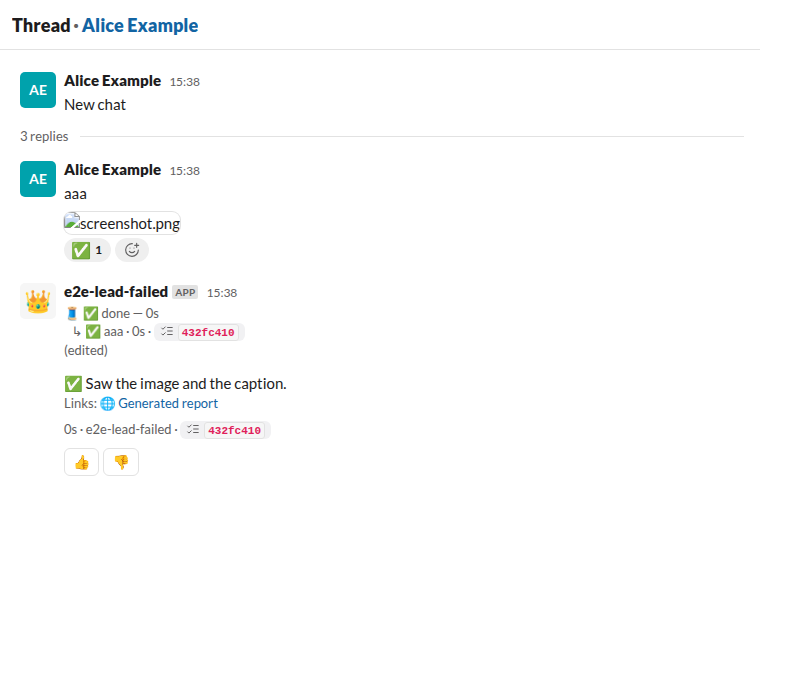 Thread · Alice Example
AE
Alice Example 15:38
New chat
3 replies
AE
Alice Example 15:38
aaa
screenshot.png
✅ 1
e2e-lead-failed APP 15:38
🧵 ✅ done — 0s
↳ ✅ aaa · 0s · 432fc410
(edited)
✅ Saw the image and the caption.
Links: 🌐 Generated report
0s · e2e-lead-failed · 432fc410
👍 👎